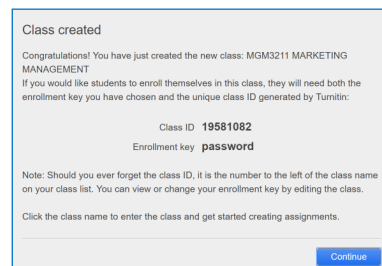 Class created
Congratulations! You have just created the new class: MGM3211 MARKETING
MANAGEMENT
If you would like students to enroll themselves in this class, they will need both the
enrollment key you have chosen and the unique class ID generated by Turnitin:
Class ID 19581082
Enrollment key password
Note: Should you ever forget the class ID, it is the number to the left of the class name
on your class list. You can view or change your enrollment key by editing the class.
Click the class name to enter the class and get started creating assignments.
Continue